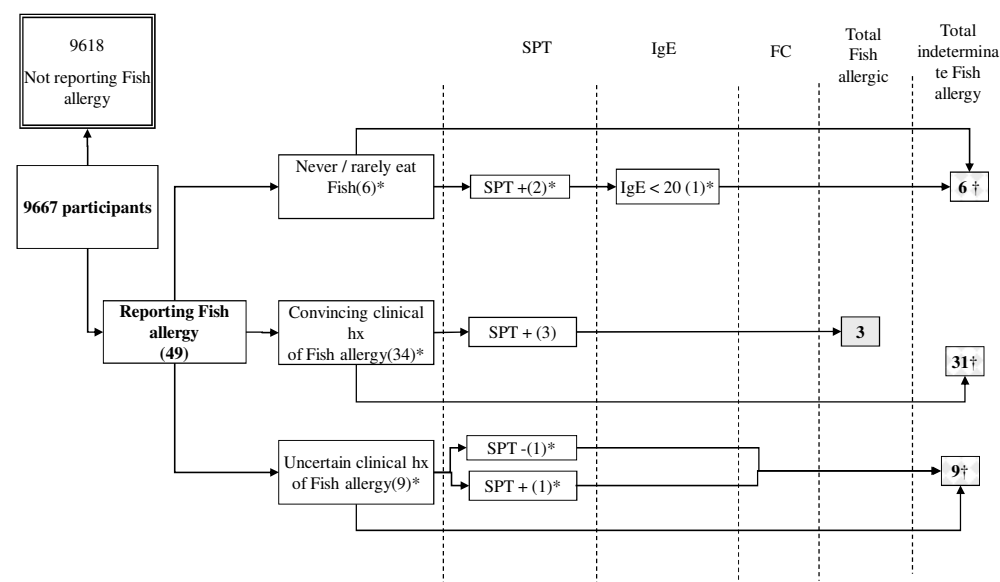 9618
Not reporting Fish
allergy
SPT
IgE
FC
Total
Fish
allergic
Total
indetermina
te Fish
allergy
9667 participants
Never / rarely eat
Fish(6)*
SPT +(2)*
IgE < 20 (1)*
6 †
Reporting Fish
allergy
(49)
Convincing clinical
hx
of Fish allergy(34)*
SPT + (3)
3
31†
Uncertain clinical hx
of Fish allergy(9)*
SPT -(1)*
SPT + (1)*
9†